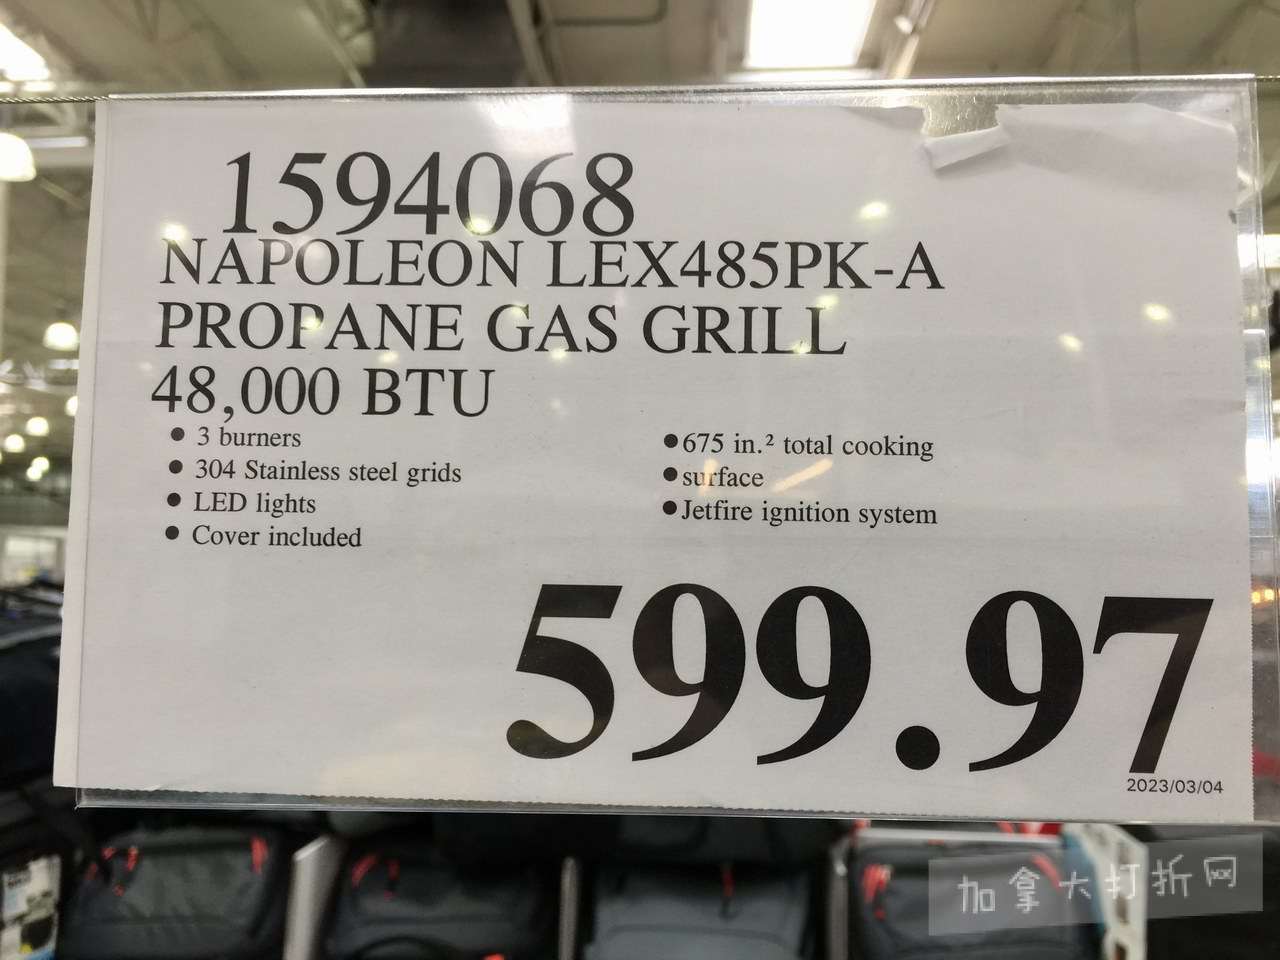 1594068
NAPOLEON LEX485PK-A
PROPANE GAS GRILL
48,000 BTU
• 3 burners
• 304 Stainless steel grids
• LED lights
• Cover included
•675 in.² total cooking
•surface
•Jetfire ignition system
599.97
2023/03/04
加拿大打折网